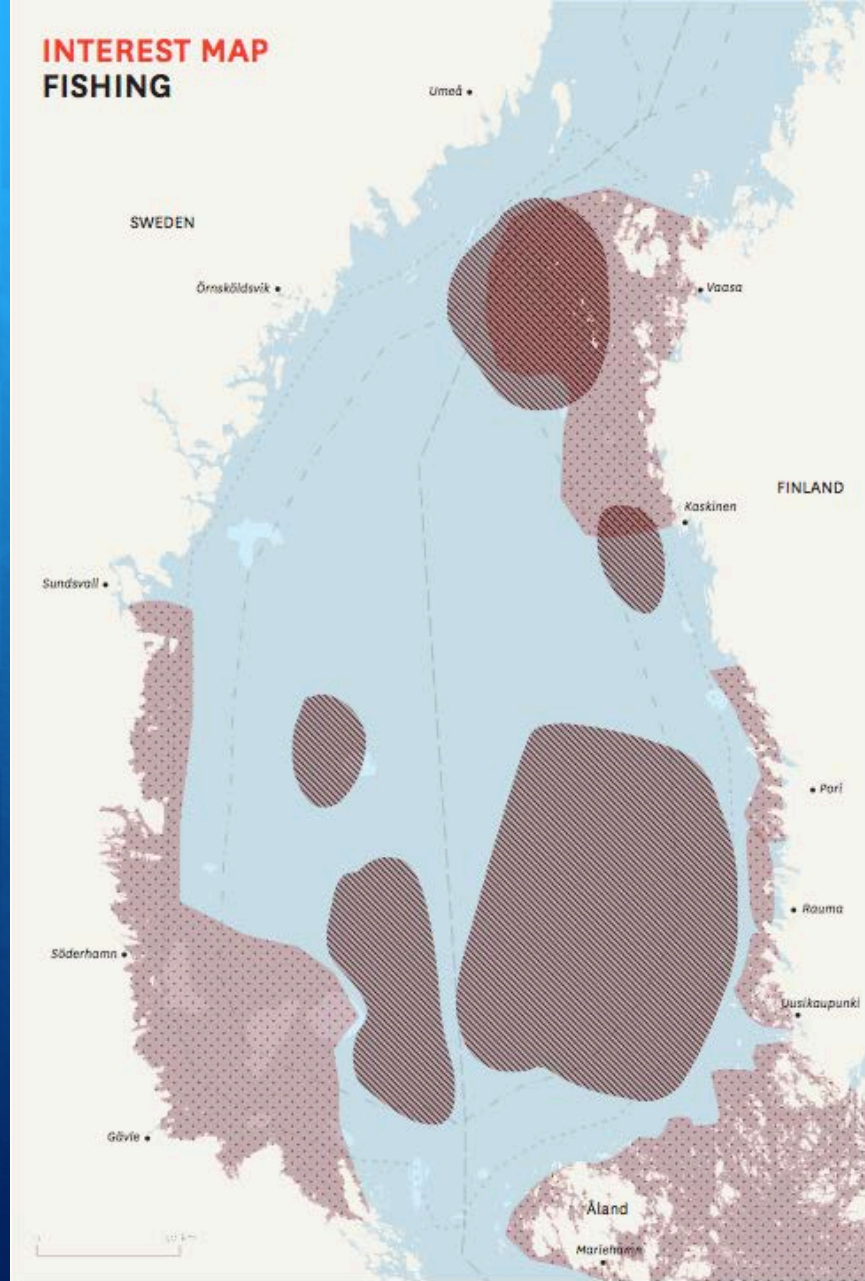 INTEREST MAP
FISHING
Umeå
SWEDEN
Örnsköldsvik
Vaasa
FINLAND
Kaskinen
Sundsvall
Pori
Rauma
Söderhamn
Uusikaupunki
Gävle
Åland
Mariehamn